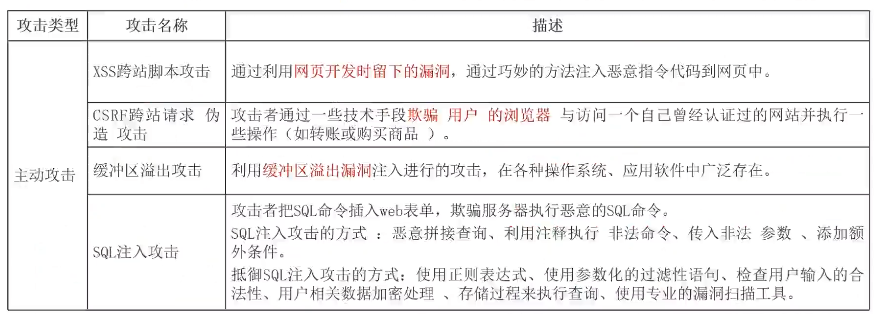 攻击类型 攻击名称 描述
XSS跨站脚本攻击 通过利用网页开发时留下的漏洞，通过巧妙的方法注入恶意指令代码到网页中。
CSRF跨站请求 伪
造 攻击
攻击者通过一些技术手段欺骗 用户 的浏览器 与访问一个自己曾经认证过的网站并执行一
些操作（如转账或购买商品 ）。
主动攻击
缓冲区溢出攻击 利用缓冲区溢出漏洞注入进行的攻击，在各种操作系统、应用软件中广泛存在。
SQL注入攻击
攻击者把SQL命令插入web表单，欺骗服务器执行恶意的SQL命令。
SQL注入攻击的方式 ：恶意拼接查询、利用注释执行 非法命令、传入非法 参数 、添加额
外条件。
抵御SQL注入攻击的方式：使用正则表达式、使用参数化的过滤性语句、检查用户输入的合
法性、用户相关数据加密处理 、存储过程来执行查询、使用专业的漏洞扫描工具。